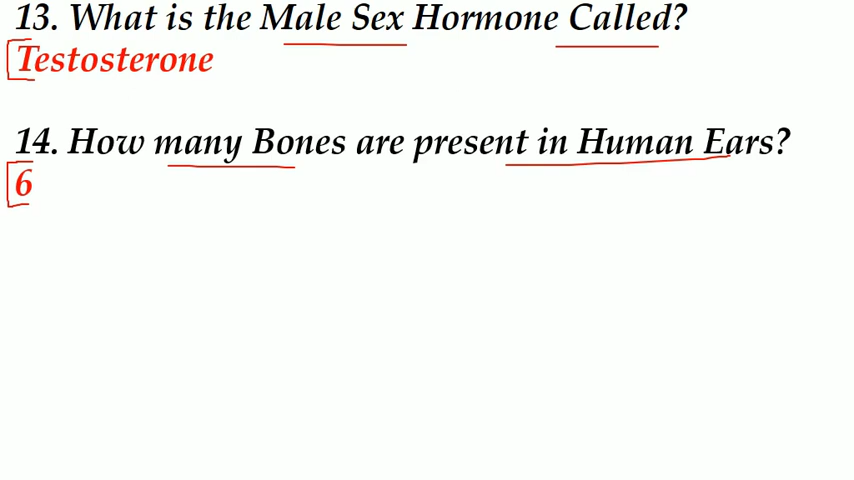 13. What is the Male Sex Hormone Called?
Testosterone
14. How many Bones are present in Human Ears?
6